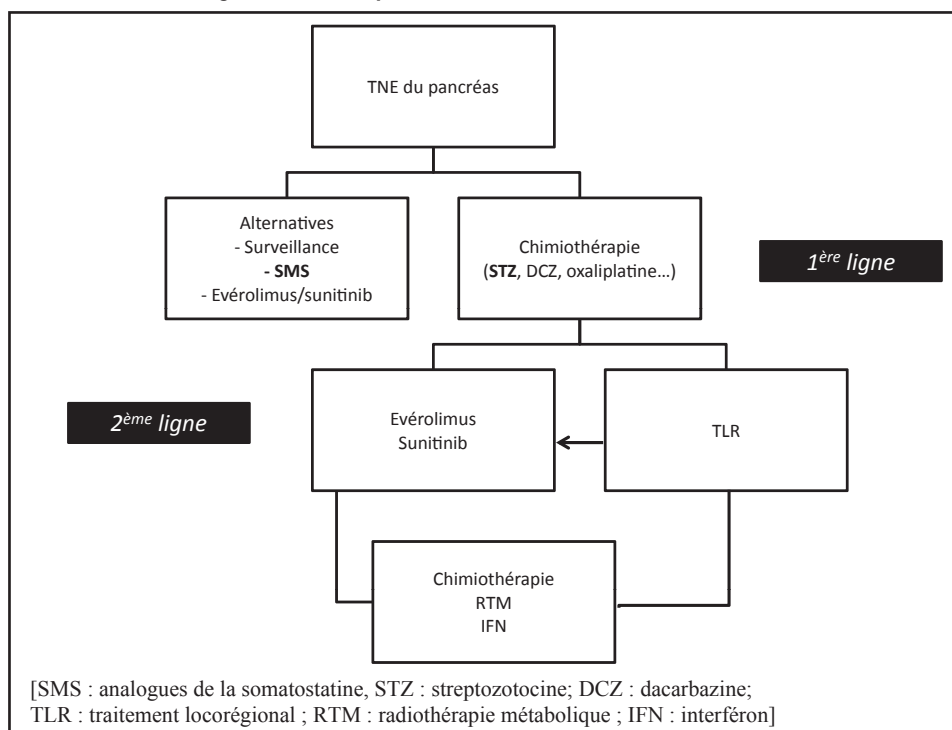 TNE du pancréas
Alternatives
- Surveillance
- SMS
- Evérolimus/sunitinib
Chimiothérapie
(STZ, DCZ, oxaliplatine...)
1ère ligne
2ème ligne
Evérolimus
Sunitinib
TLR
Chimiothérapie
RTM
IFN
[SMS : analogues de la somatostatine, STZ : streptozotocine; DCZ : dacarbazine;
TLR : traitement locorégional ; RTM : radiothérapie métabolique ; IFN : interféron]